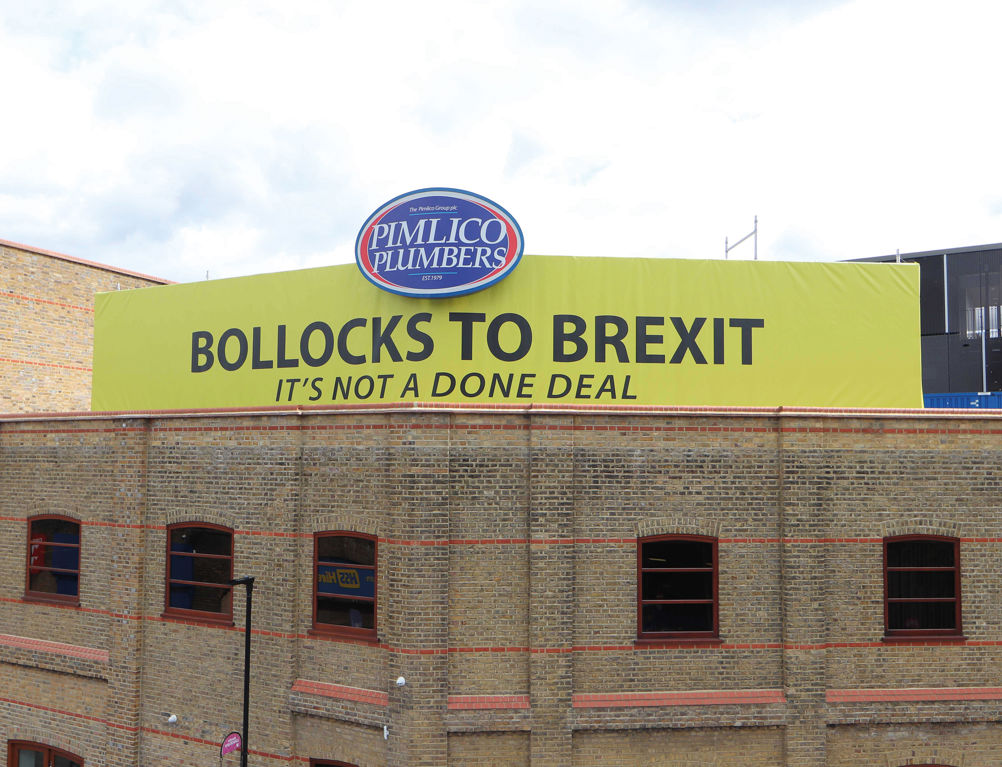 The Pimlico Group plc
PIMLICO
PLUMBERS
EST.1979
BOLLOCKS TO BREXIT
IT'S NOT A DONE DEAL